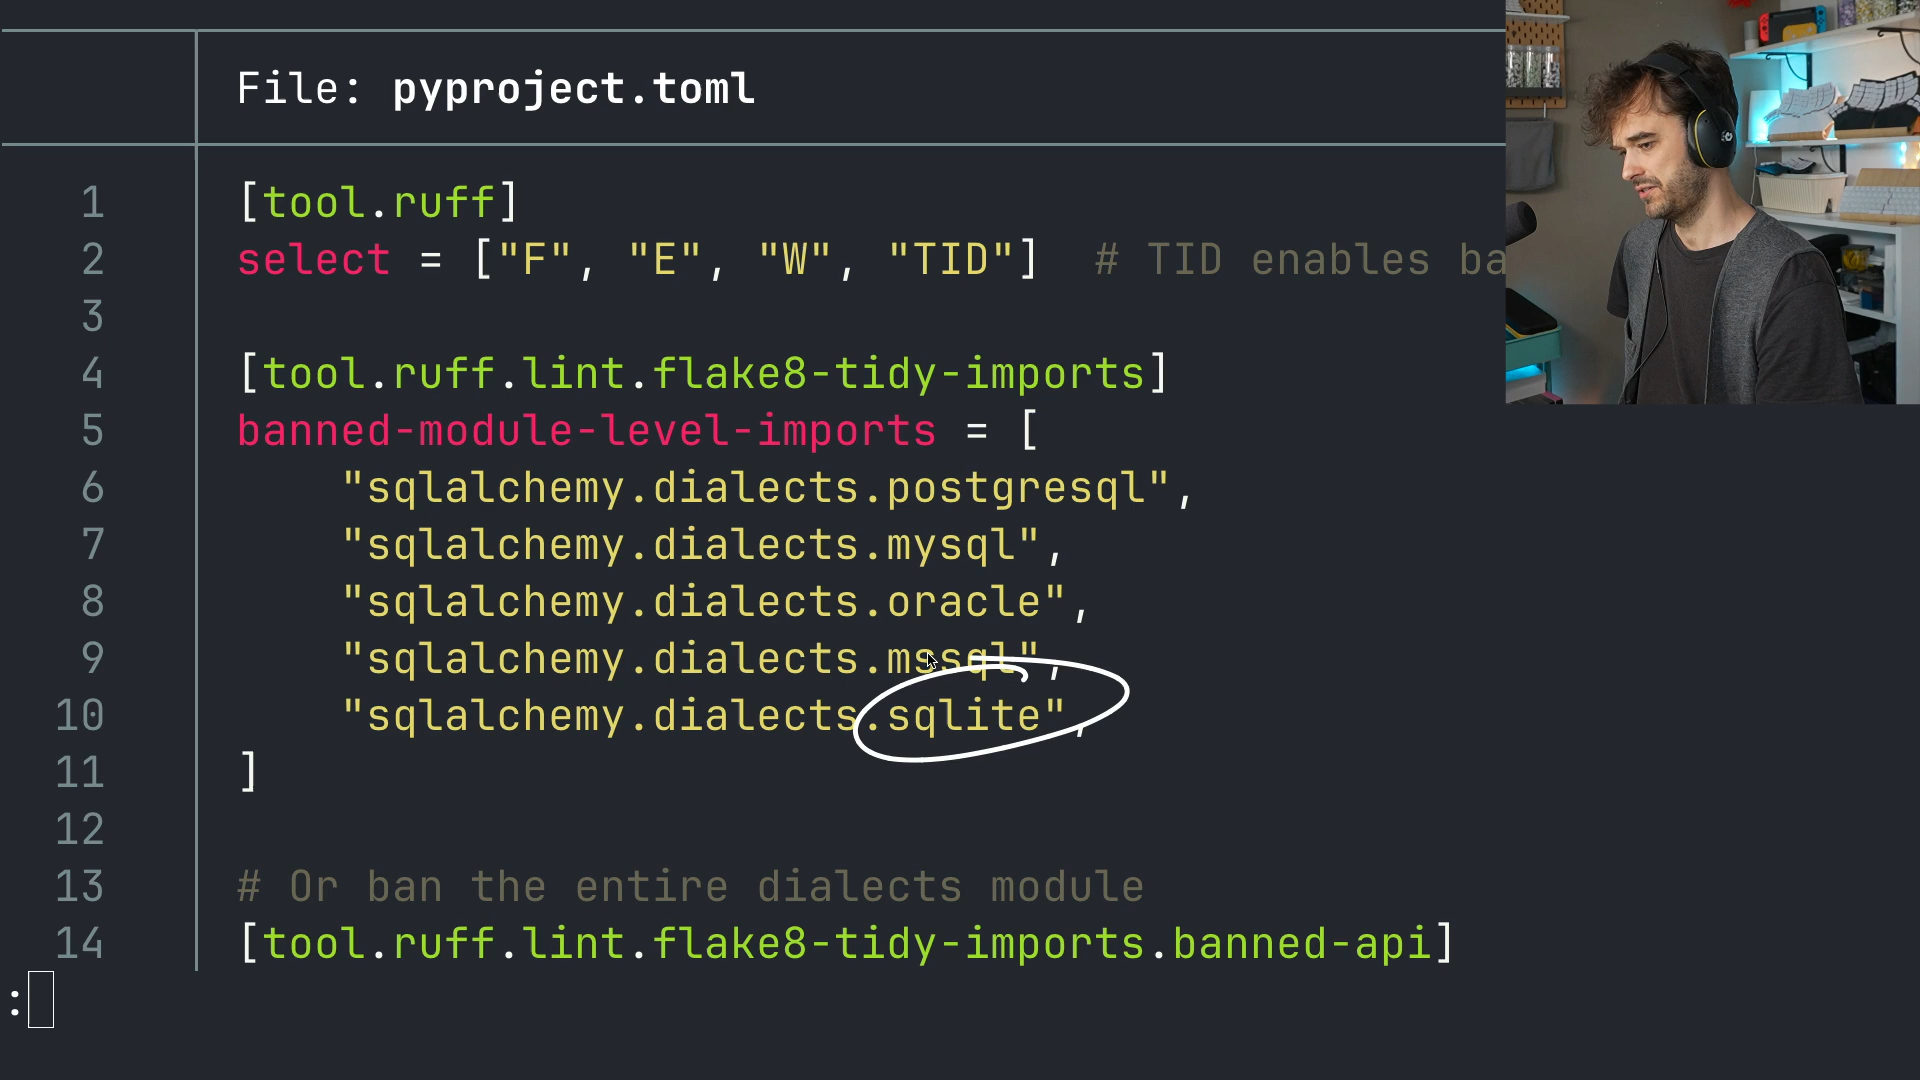 File: pyproject.toml
1 [tool.ruff]
2 select = ["F", "E", "W", "TID"]  # TID enables ba
3
4 [tool.ruff.lint.flake8-tidy-imports]
5 banned-module-level-imports = [
6     "sqlalchemy.dialects.postgresql",
7     "sqlalchemy.dialects.mysql",
8     "sqlalchemy.dialects.oracle",
9     "sqlalchemy.dialects.mssql",
10     "sqlalchemy.dialects.sqlite",
11 ]
12
13 # Or ban the entire dialects module
14 [tool.ruff.lint.flake8-tidy-imports.banned-api]
: